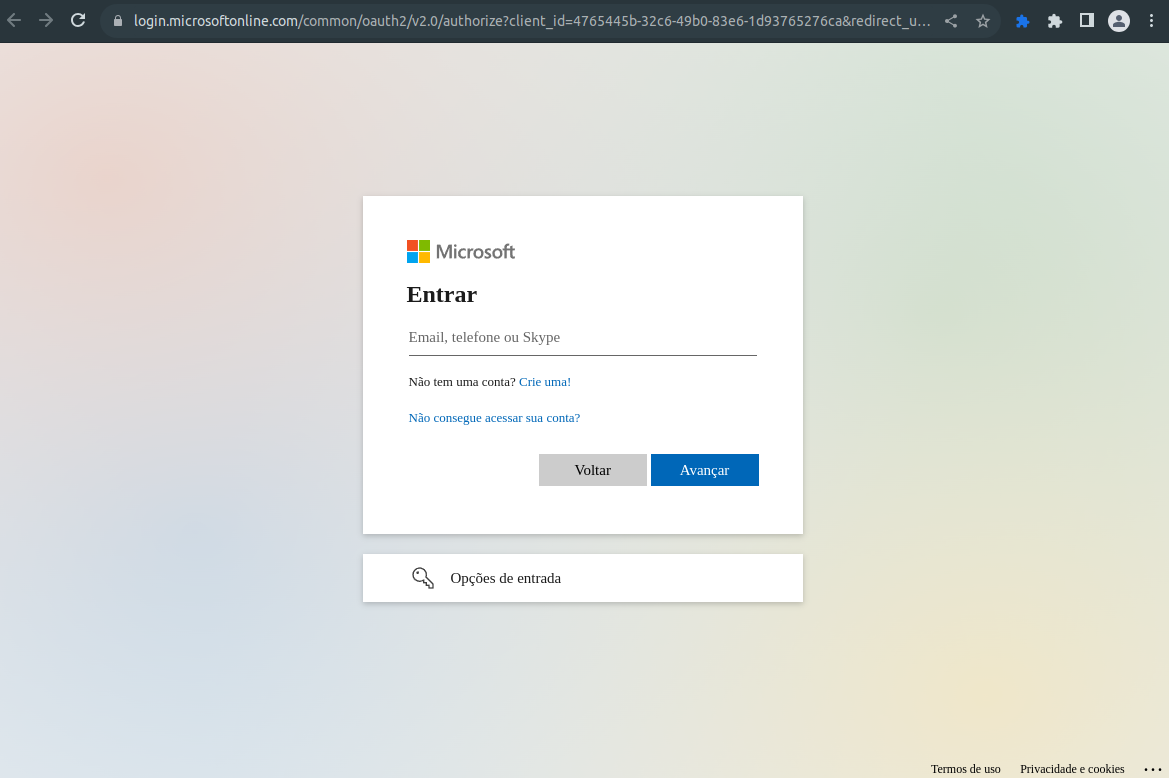 login.microsoftonline.com/common/oauth2/v2.0/authorize?client_id=4765445b-32c6-49b0-83e6-1d93765276ca&redirect_u...
Microsoft
Entrar
Email, telefone ou Skype
Não tem uma conta? Crie uma!
Não consegue acessar sua conta?
Voltar Avançar
Opções de entrada
Termos de uso Privacidade e cookies ...